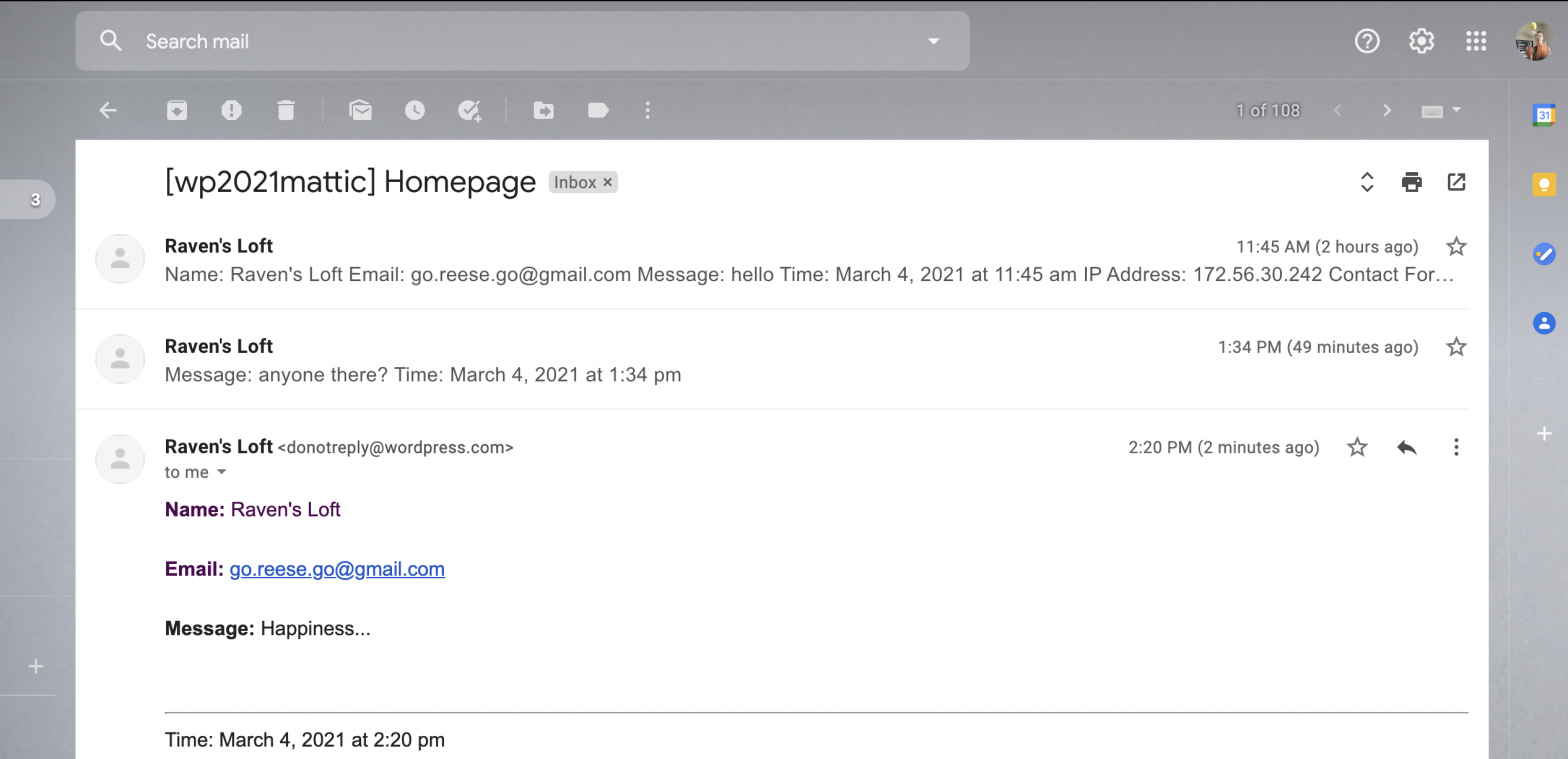 Search mail
1 of 108
31
3
[wp2021mattic] Homepage Inbox ×
Raven's Loft 11:45 AM (2 hours ago)
Name: Raven's Loft Email: go.reese.go@gmail.com Message: hello Time: March 4, 2021 at 11:45 am IP Address: 172.56.30.242 Contact For…
Raven's Loft 1:34 PM (49 minutes ago)
Message: anyone there? Time: March 4, 2021 at 1:34 pm
Raven's Loft <donotreply@wordpress.com> 2:20 PM (2 minutes ago)
to me
Name: Raven's Loft
Email: go.reese.go@gmail.com
Message: Happiness...
Time: March 4, 2021 at 2:20 pm